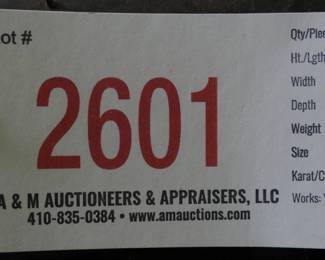 ot #
2601
A & M AUCTIONEERS & APPRAISERS, LLC
410-835-0384 • www.amauctions.com
Qty/Piec
Ht./Lgth
Width
Depth
Weight
Size
Karat/C
Works: